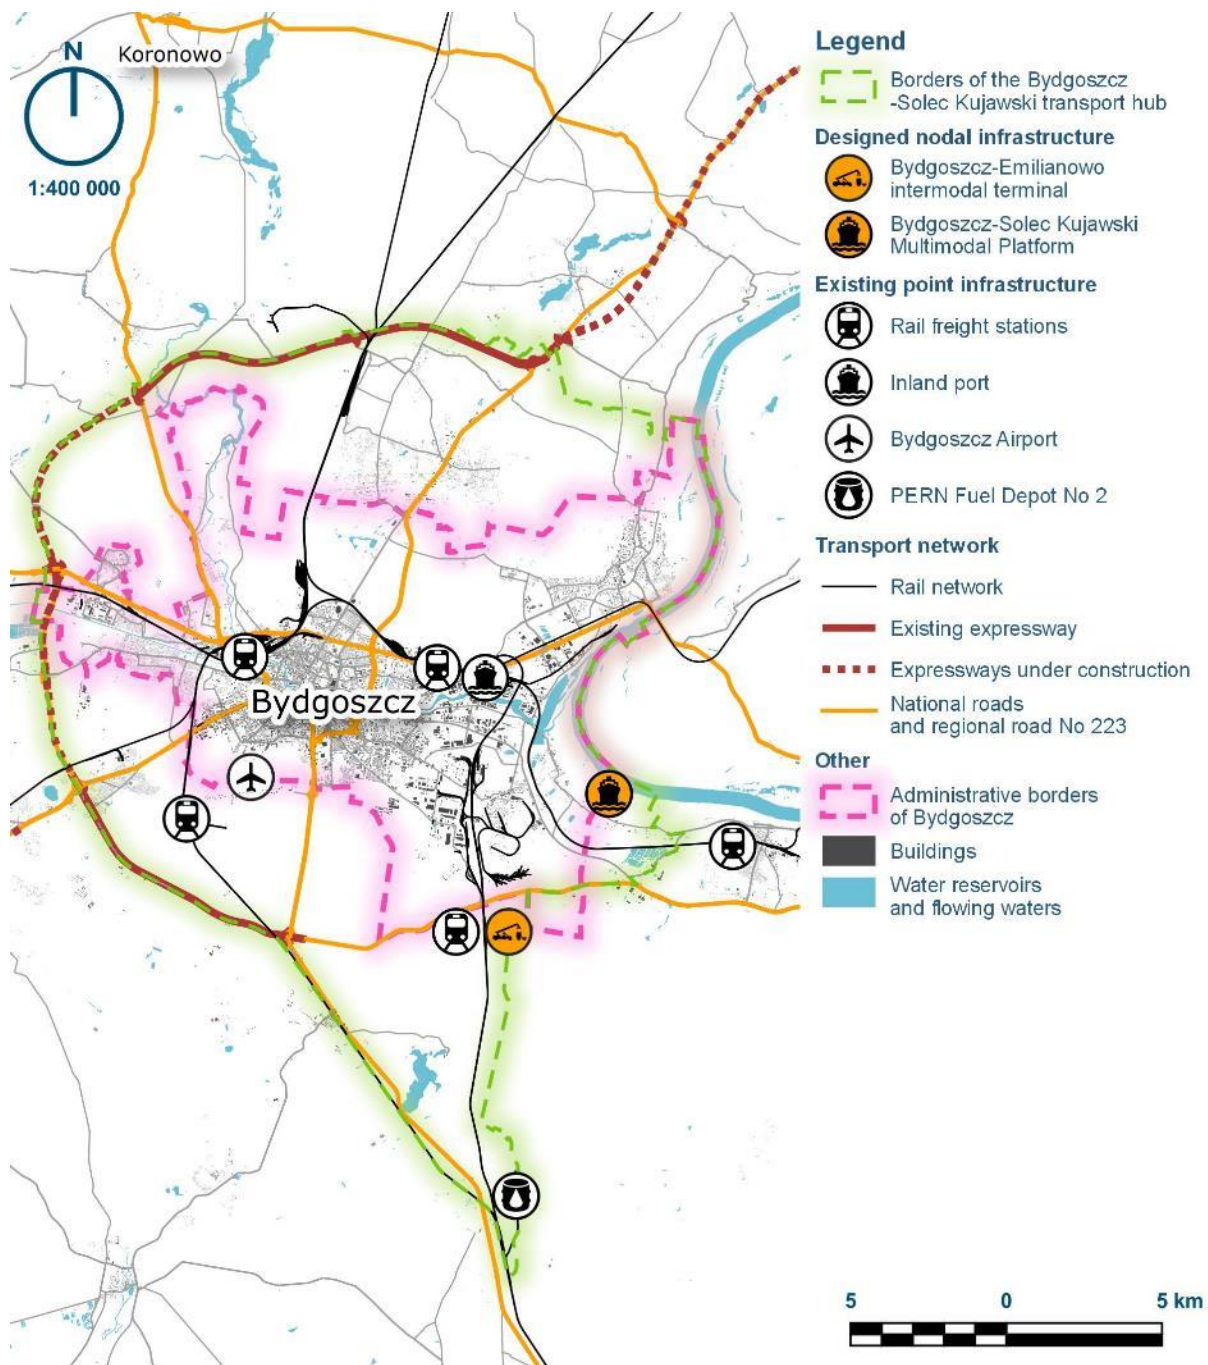 N
1:400 000
Koronowo
Bydgoszcz
Legend
Borders of the Bydgoszcz
-Solec Kujawski transport hub
Designed nodal infrastructure
Bydgoszcz-Emilianowo
intermodal terminal
Bydgoszcz-Solec Kujawski
Multimodal Platform
Existing point infrastructure
Rail freight stations
Inland port
Bydgoszcz Airport
PERN Fuel Depot No 2
Transport network
Rail network
Existing expressway
Expressways under construction
National roads
and regional road No 223
Other
Administrative borders
of Bydgoszcz
Buildings
Water reservoirs
and flowing waters
5 0 5 km